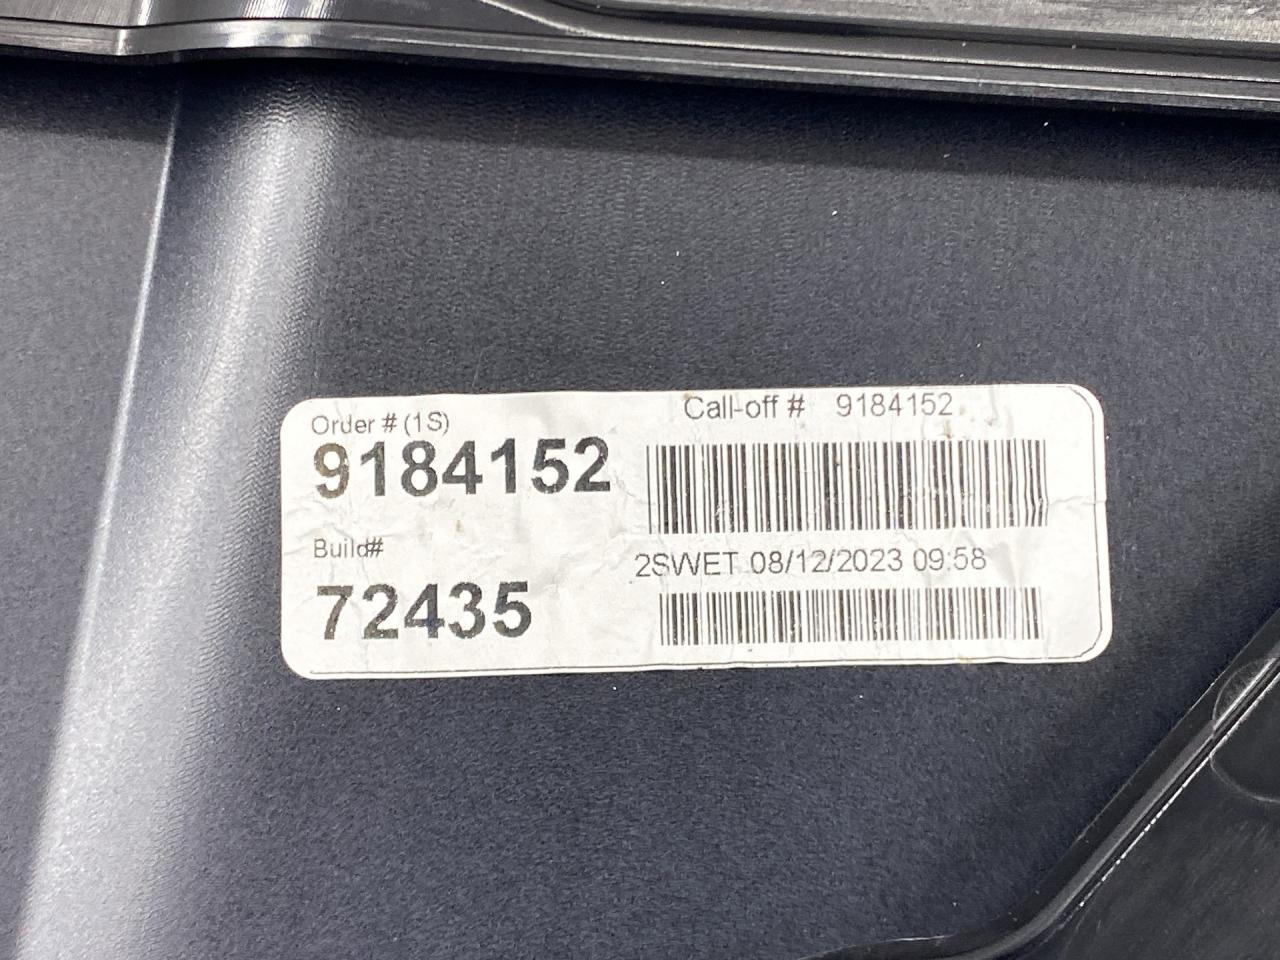 Order # (1S)
9184152
Call-off # 9184152
Build#
72435
2SWET 08/12/2023 09:58